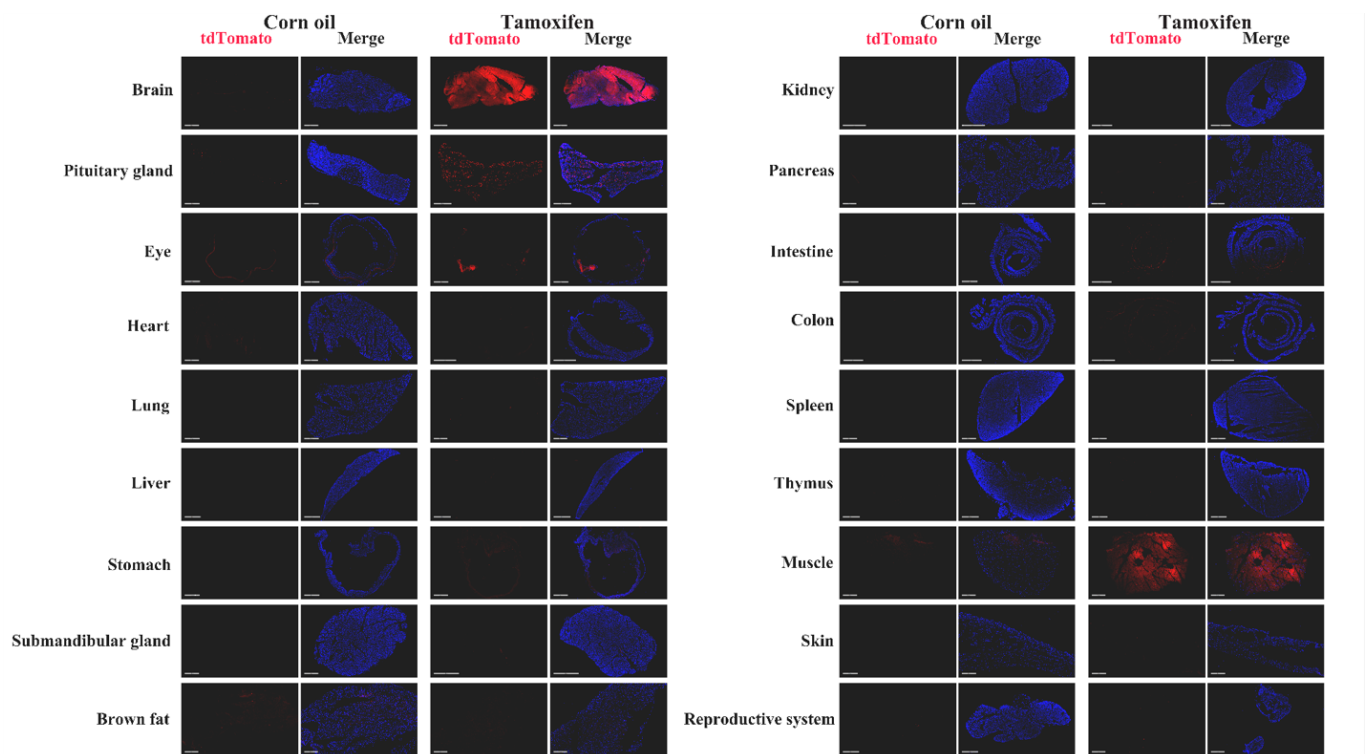 Corn oil Tamoxifen Corn oil Tamoxifen
tdTomato Merge tdTomato Merge tdTomato Merge tdTomato Merge
Brain Kidney
Pituitary gland Pancreas
Eye Intestine
Heart Colon
Lung Spleen
Liver Thymus
Stomach Muscle
Submandibular gland Skin
Brown fat Reproductive system